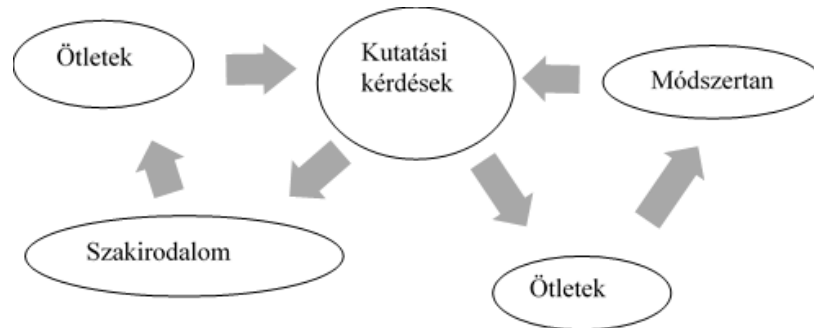 Ötletek
Kutatási
kérdések
Módszertan
Szakirodalom
Ötletek